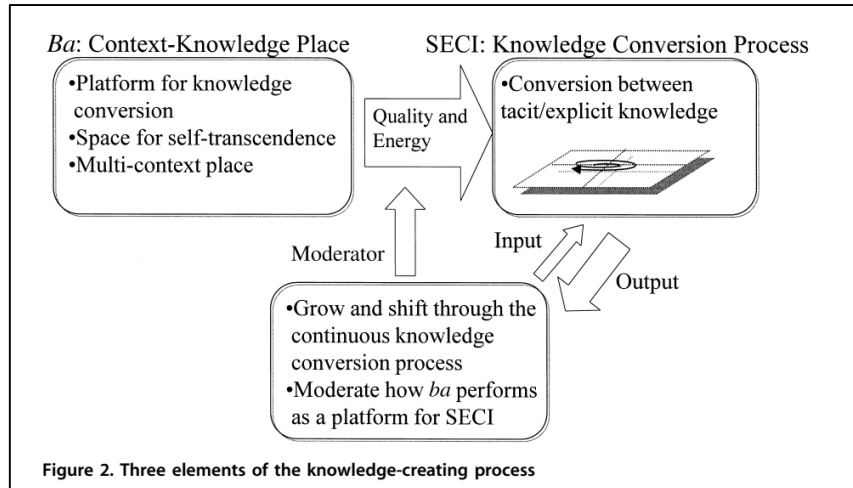 Ba: Context-Knowledge Place
•Platform for knowledge
conversion
•Space for self-transcendence
•Multi-context place
Quality and
Energy
SECI: Knowledge Conversion Process
•Conversion between
tacit/explicit knowledge
Moderator
Input
Output
•Grow and shift through the
continuous knowledge
conversion process
•Moderate how ba performs
as a platform for SECI
Figure 2. Three elements of the knowledge-creating process